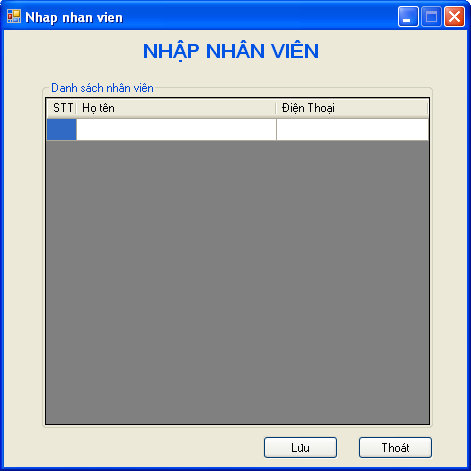 Nhap nhan vien
NHẬP NHÂN VIÊN
Danh sách nhân viên
STT Họ tên Điện Thoại
Lưu Thoát